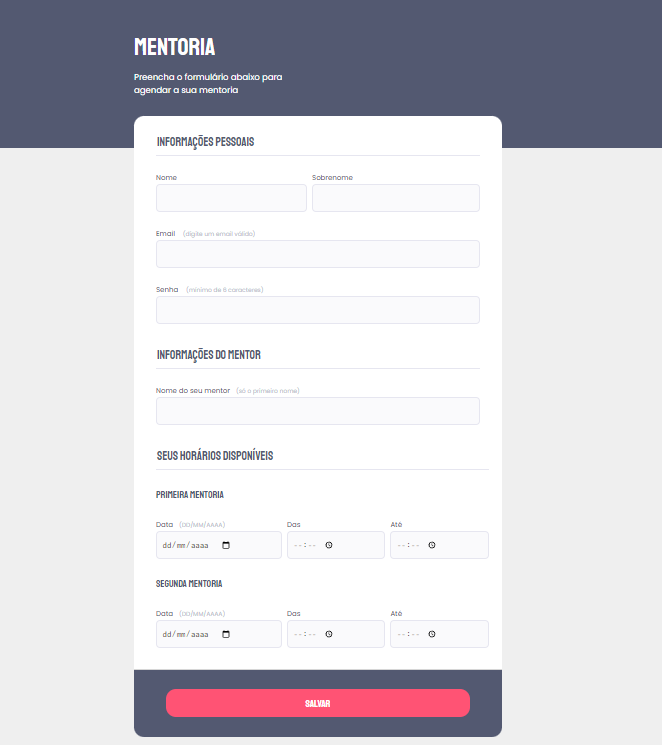 MENTORIA
Preencha o formulário abaixo para
agendar a sua mentoria
INFORMAÇÕES PESSOAIS
Nome Sobrenome
Email (digite um email válido)
Senha (mínimo de 6 caracteres)
INFORMAÇÕES DO MENTOR
Nome do seu mentor (só o primeiro nome)
SEUS HORÁRIOS DISPONÍVEIS
PRIMEIRA MENTORIA
Data (DD/MM/AAAA) Das Até
dd/mm/aaaa --:-- --:--
SEGUNDA MENTORIA
Data (DD/MM/AAAA) Das Até
dd/mm/aaaa --:-- --:--
SALVAR